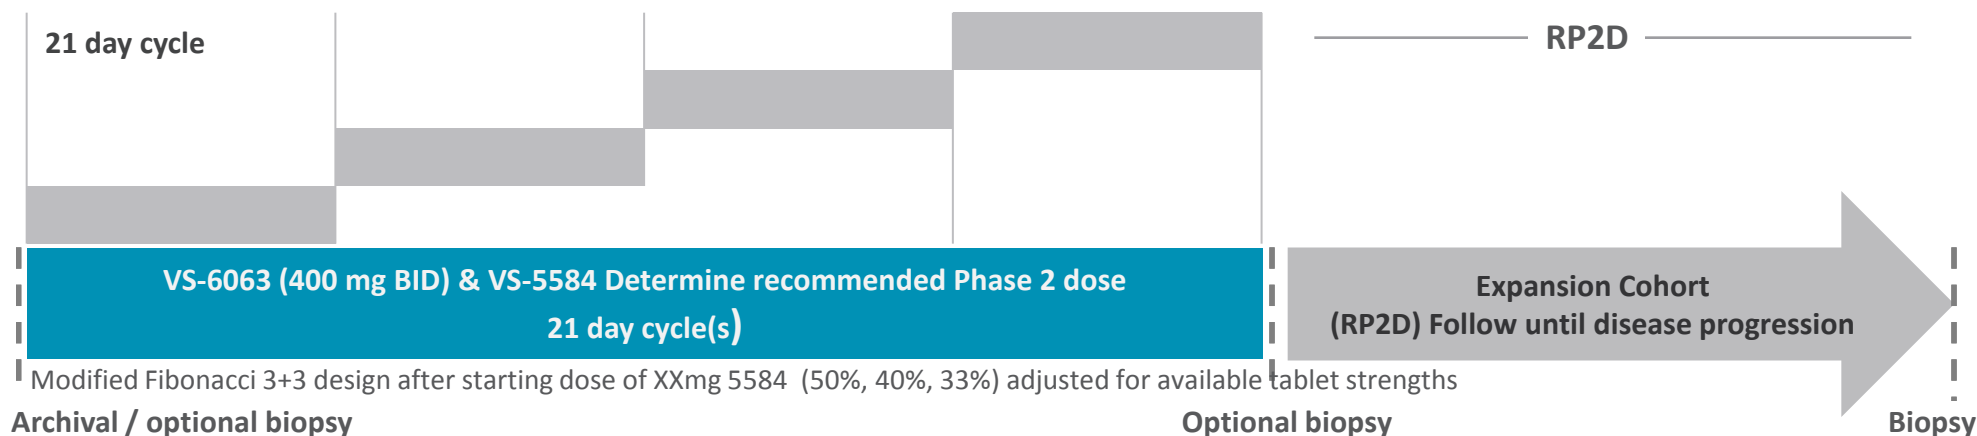 21 day cycle
RP2D
VS-6063 (400 mg BID) & VS-5584 Determine recommended Phase 2 dose
21 day cycle(s)
Expansion Cohort
(RP2D) Follow until disease progression
Modified Fibonacci 3+3 design after starting dose of XXmg 5584 (50%, 40%, 33%) adjusted for available tablet strengths
Archival / optional biopsy
Optional biopsy
Biopsy